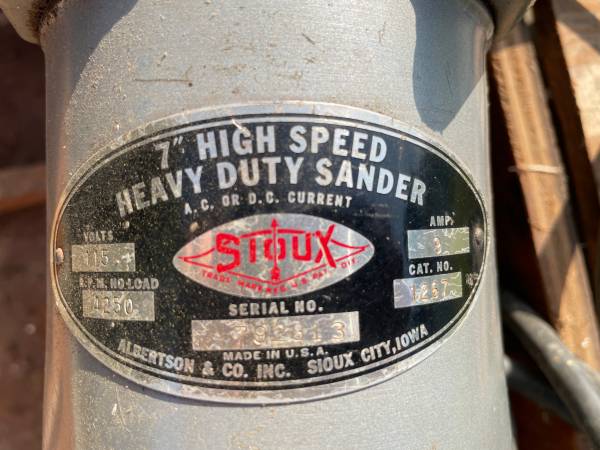 7" HIGH SPEED
HEAVY DUTY SANDER
A.C. OR D.C. CURRENT
VOLTS
115
AMP.
R.P.M. NO-LOAD
4250
SIOUX
TRADE MARK REG. U.S. PAT. OFF.
CAT. NO.
SERIAL NO.
MADE IN U.S.A.
ALBERTSON & CO. INC. SIOUX CITY, IOWA